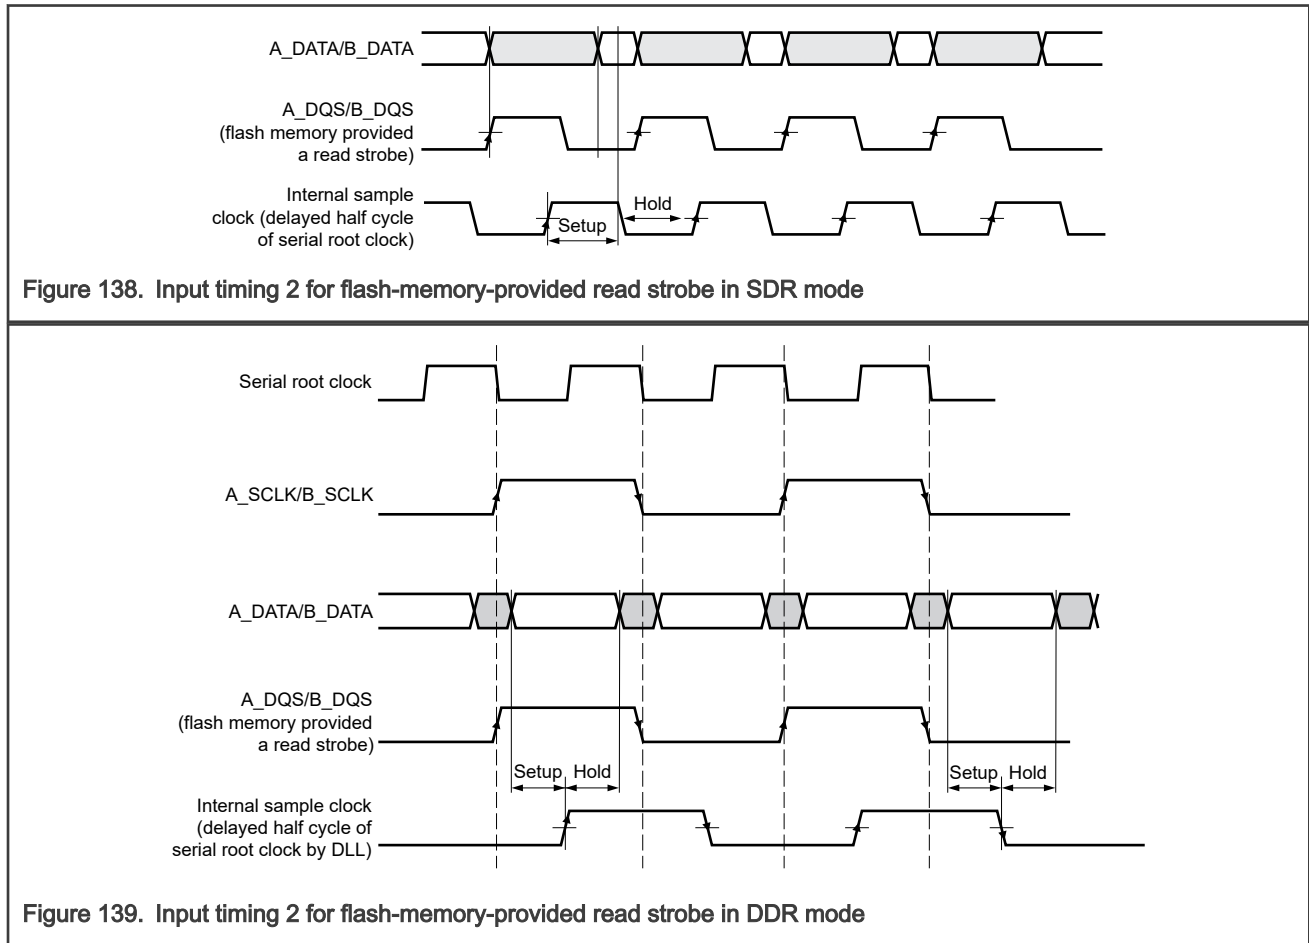 A_DATA/B_DATA
A_DQS/B_DQS
(flash memory provided
a read strobe)
Internal sample
clock (delayed half cycle
of serial root clock)
Hold
Setup
Figure 138. Input timing 2 for flash-memory-provided read strobe in SDR mode
Serial root clock
A_SCLK/B_SCLK
A_DATA/B_DATA
A_DQS/B_DQS
(flash memory provided
a read strobe)
Setup Hold
Setup Hold
Internal sample clock
(delayed half cycle of
serial root clock by DLL)
Figure 139. Input timing 2 for flash-memory-provided read strobe in DDR mode